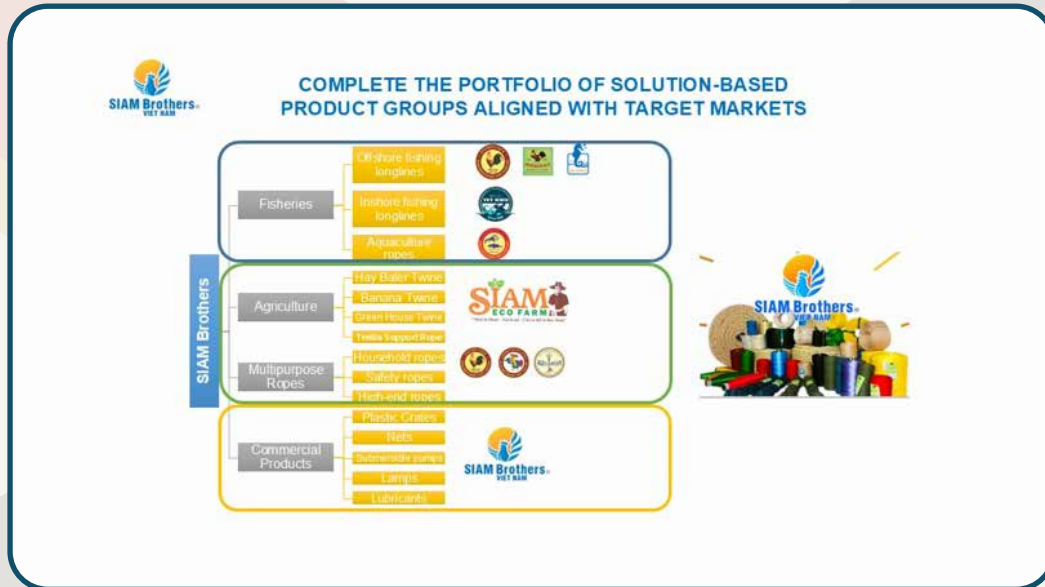 SIAM Brothers
VIET NAM
COMPLETE THE PORTFOLIO OF SOLUTION-BASED
PRODUCT GROUPS ALIGNED WITH TARGET MARKETS
SIAM Brothers
Fisheries
Offshore fishing
longlines
Inshore fishing
longlines
Aquaculture
ropes
Agriculture
Hay Baler Twine
Banana Twine
Green House Twine
Trellis Support Rope
SIAM
ECO FARM
Multipurpose
Ropes
Household ropes
Safety ropes
High-end ropes
Commercial
Products
Plastic Crates
Nets
Submersible pumps
Lamps
Lubricants
SIAM Brothers
VIET NAM
SIAM Brothers
VIET NAM